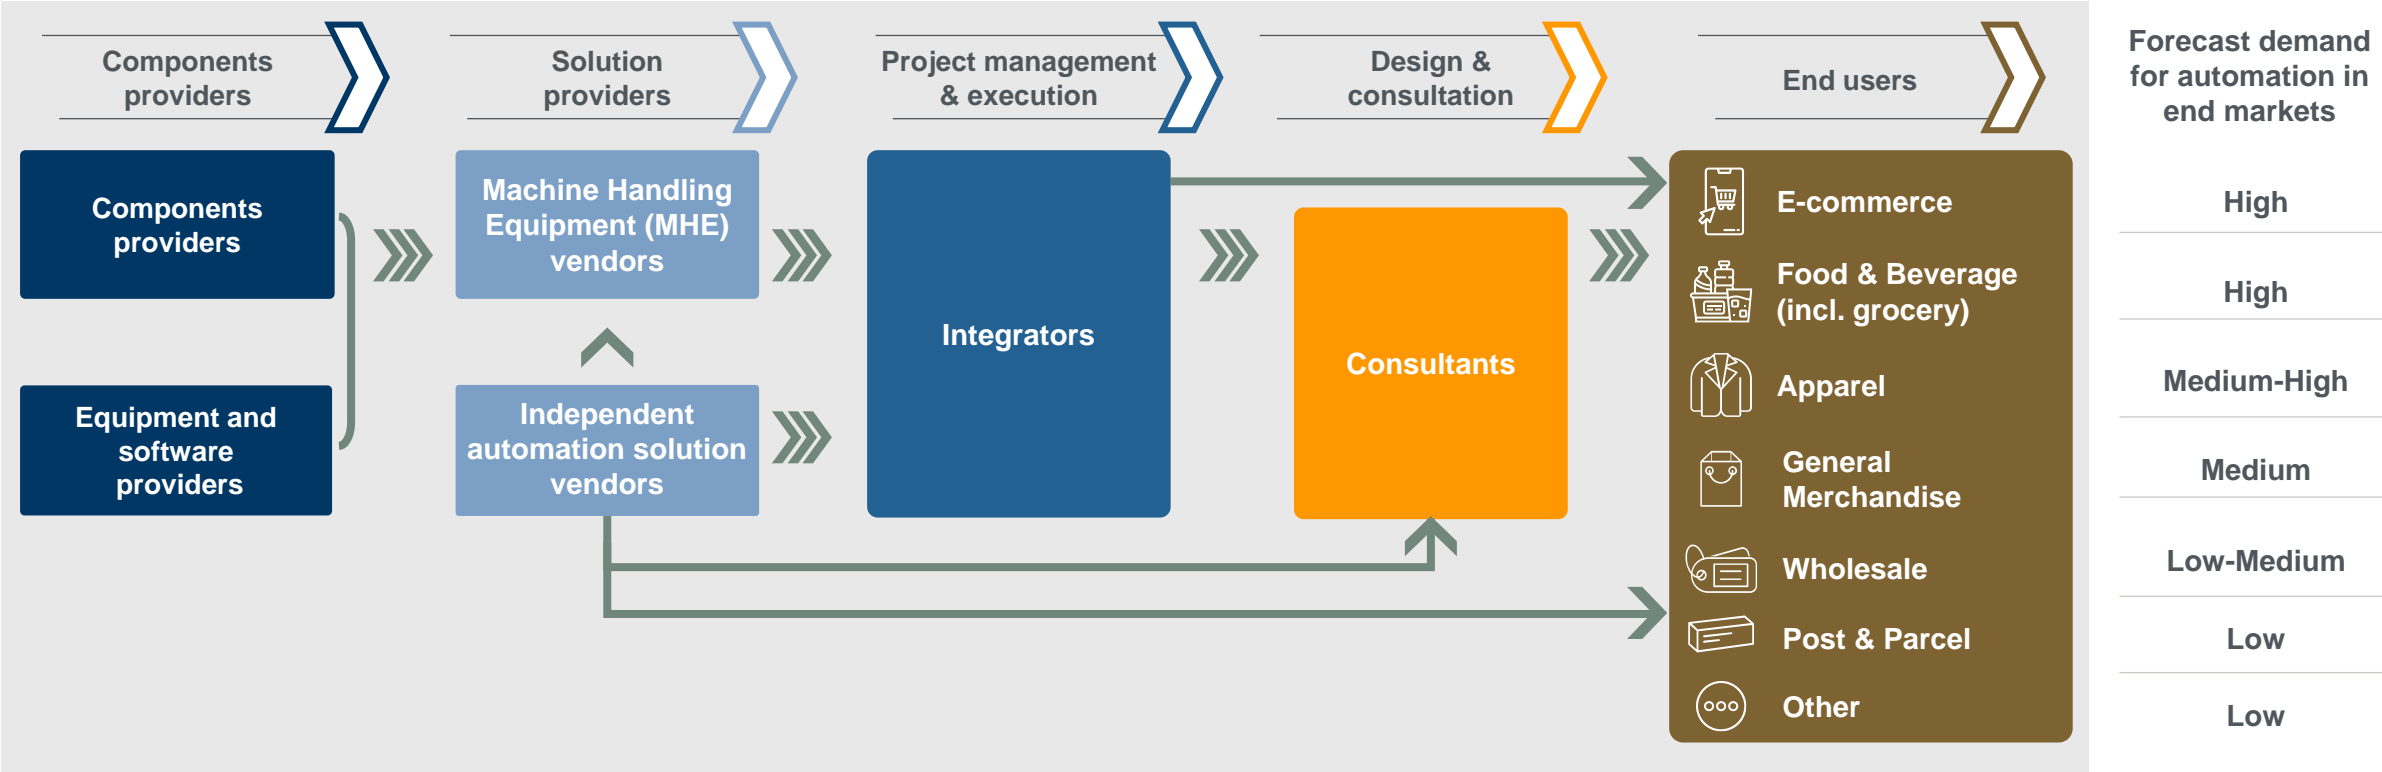 Components
providers
Solution
providers
Project management
& execution
Design &
consultation
End users
Forecast demand
for automation in
end markets
Components
providers
Equipment and
software
providers
Machine Handling
Equipment (MHE)
vendors
Independent
automation solution
vendors
Integrators
Consultants
E-commerce
High
Food & Beverage
(incl. grocery)
High
Apparel
Medium-High
General
Merchandise
Medium
Wholesale
Low-Medium
Post & Parcel
Low
Other
Low